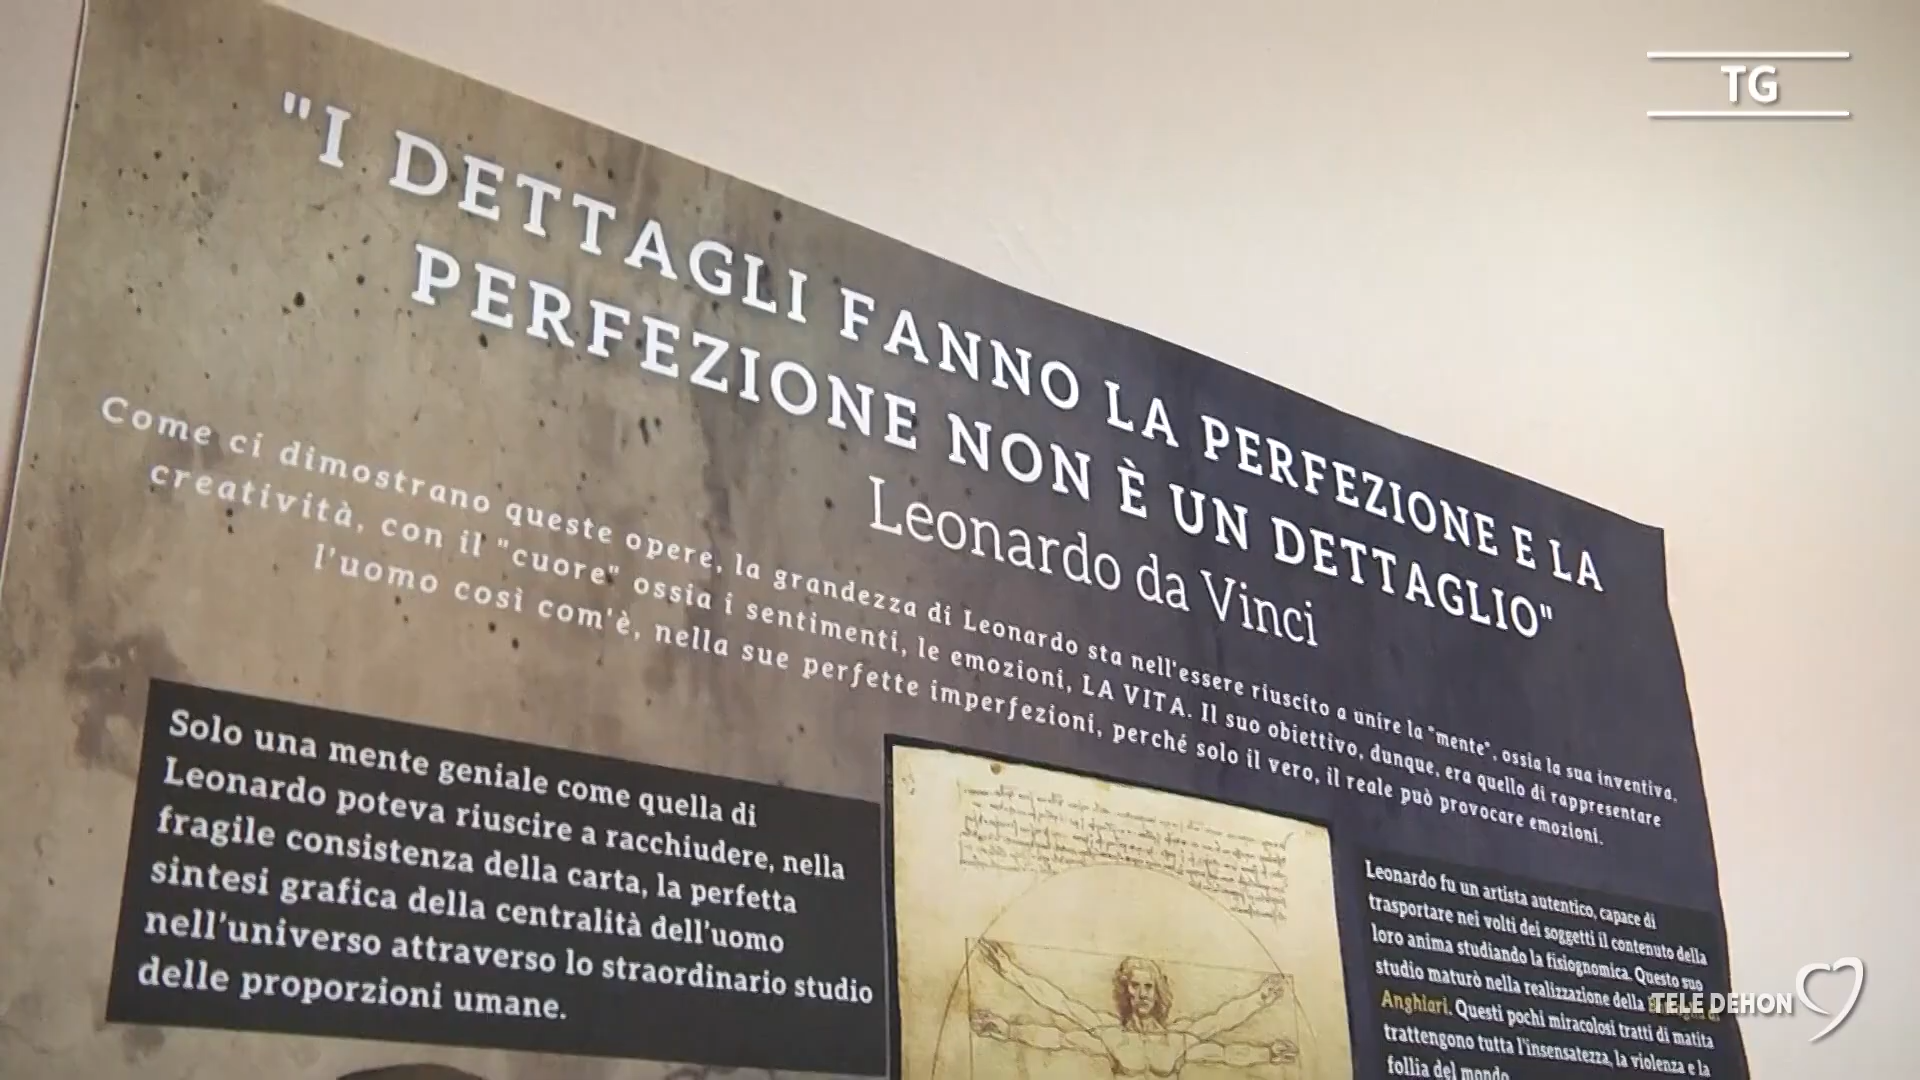 TG
"I DETTAGLI FANNO LA PERFEZIONE E LA
PERFEZIONE NON È UN DETTAGLIO"
Leonardo da Vinci
Come ci dimostrano queste opere, la grandezza di Leonardo sta nell'essere riuscito a unire la "mente", ossia la sua inventiva,
creatività, con il "cuore" ossia i sentimenti, le emozioni, LA VITA. Il suo obiettivo, dunque, era quello di rappresentare
l'uomo così com'è, nella sue perfette imperfezioni, perché solo il vero, il reale può provocare emozioni.
Solo una mente geniale come quella di
Leonardo poteva riuscire a racchiudere, nella
fragile consistenza della carta, la perfetta
sintesi grafica della centralità dell'uomo
nell'universo attraverso lo straordinario studio
delle proporzioni umane.
Leonardo fu un artista autentico, capace di
trasportare nei volti dei soggetti il contenuto della
loro anima studiando la fisiognomica. Questo suo
studio maturò nella realizzazione della
Anghiari. Questi pochi miracolosi tratti di matita
trattengono tutta l'insensatezza, la violenza e la
follia del mondo
TELE DEHON